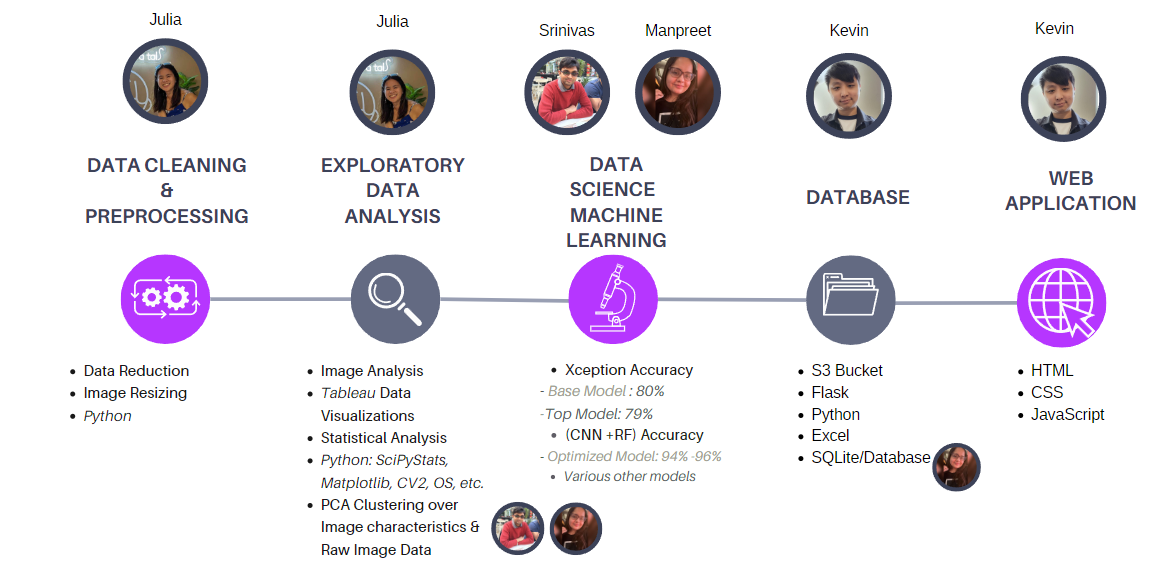 Julia
Julia
Srinivas
Manpreet
Kevin
Kevin
DATA CLEANING
&
PREPROCESSING
EXPLORATORY
DATA
ANALYSIS
DATA
SCIENCE
MACHINE
LEARNING
DATABASE
WEB
APPLICATION
• Data Reduction
• Image Resizing
• Python
• Image Analysis
• Tableau Data
Visualizations
• Statistical Analysis
• Python: SciPyStats,
Matplotlib, CV2, OS, etc.
• PCA Clustering over
Image characteristics &
Raw Image Data
• Xception Accuracy
- Base Model : 80%
-Top Model: 79%
• (CNN +RF) Accuracy
- Optimized Model: 94% -96%
• Various other models
• S3 Bucket
• Flask
• Python
• Excel
• SQLite/Database
• HTML
• CSS
• JavaScript